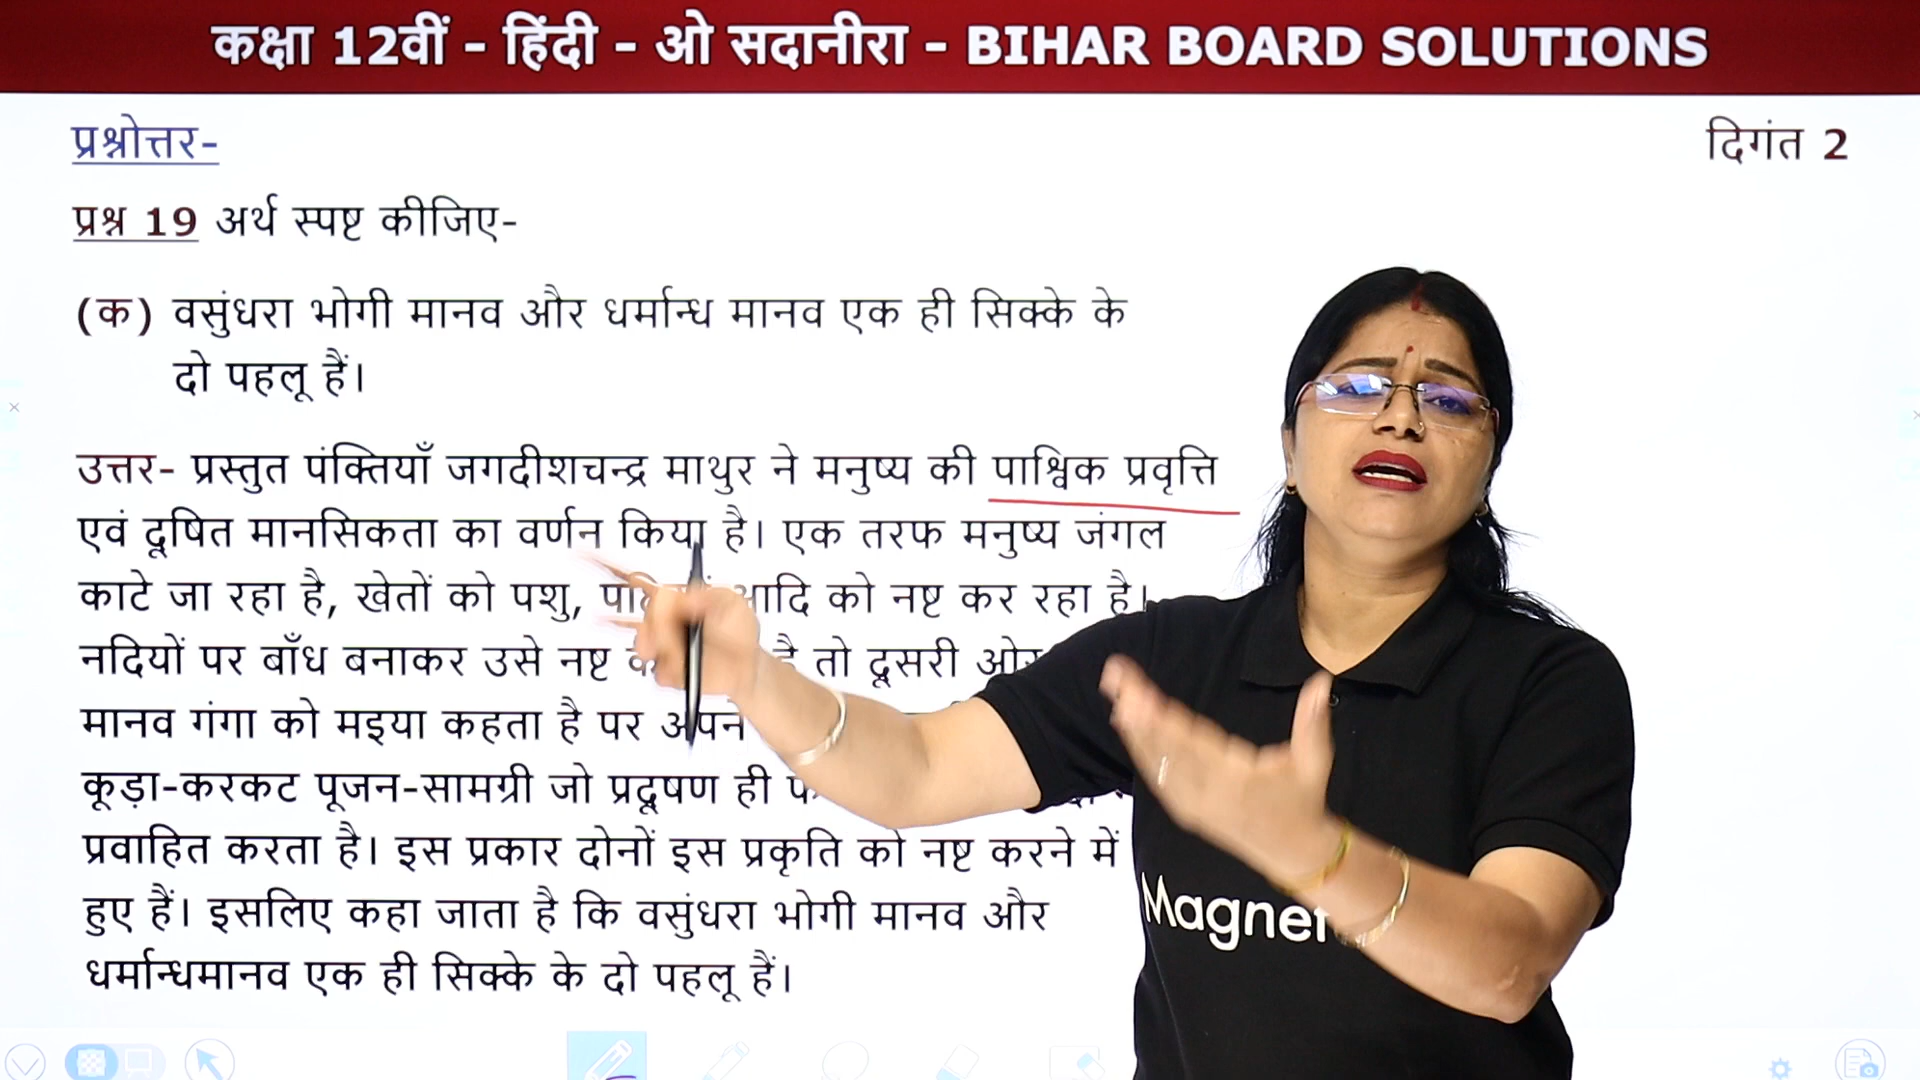 कक्षा 12वीं - हिंदी - ओ सदानीरा - BIHAR BOARD SOLUTIONS
प्रश्नोत्तर-
दिगंत 2
प्रश्न 19 अर्थ स्पष्ट कीजिए-
(क) वसुंधरा भोगी मानव और धर्मान्ध मानव एक ही सिक्के के
दो पहलू हैं।
उत्तर- प्रस्तुत पंक्तियाँ जगदीशचन्द्र माथुर ने मनुष्य की पाश्विक प्रवृत्ति
एवं दूषित मानसिकता का वर्णन किया है। एक तरफ मनुष्य जंगल
काटे जा रहा है, खेतों को पशु, आदि को नष्ट कर रहा है।
नदियों पर बाँध बनाकर उसे नष्ट है तो दूसरी ओर
मानव गंगा को मइया कहता है पर
कूड़ा-करकट पूजन-सामग्री जो प्रदूषण ही
प्रवाहित करता है। इस प्रकार दोनों इस प्रकृति को नष्ट करने में
हुए हैं। इसलिए कहा जाता है कि वसुंधरा भोगी मानव और
धर्मान्धमानव एक ही सिक्के के दो पहलू हैं।
Magnet